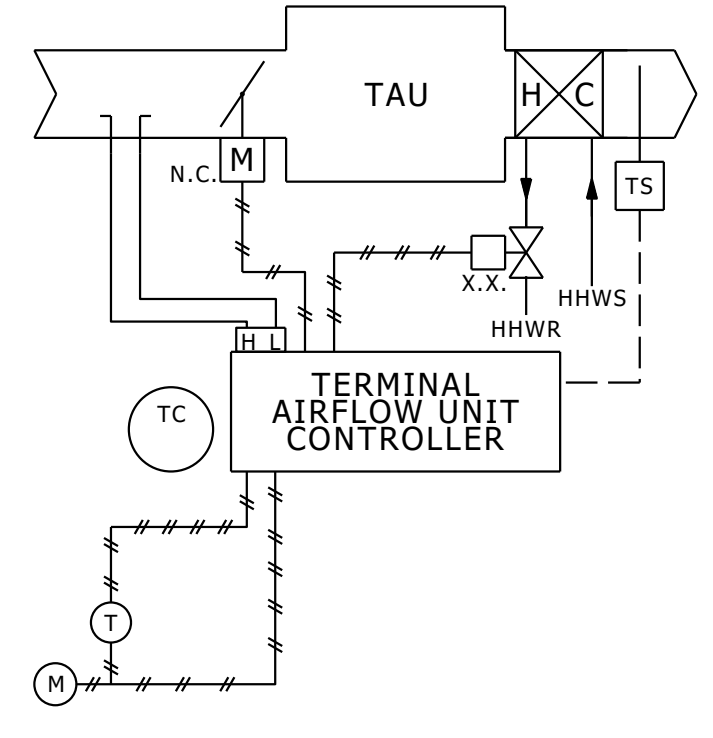 TAU
H C
M
N.C.
TS
X.X.
HHWS
HHWR
H L
TERMINAL
AIRFLOW UNIT
CONTROLLER
TC
T
M